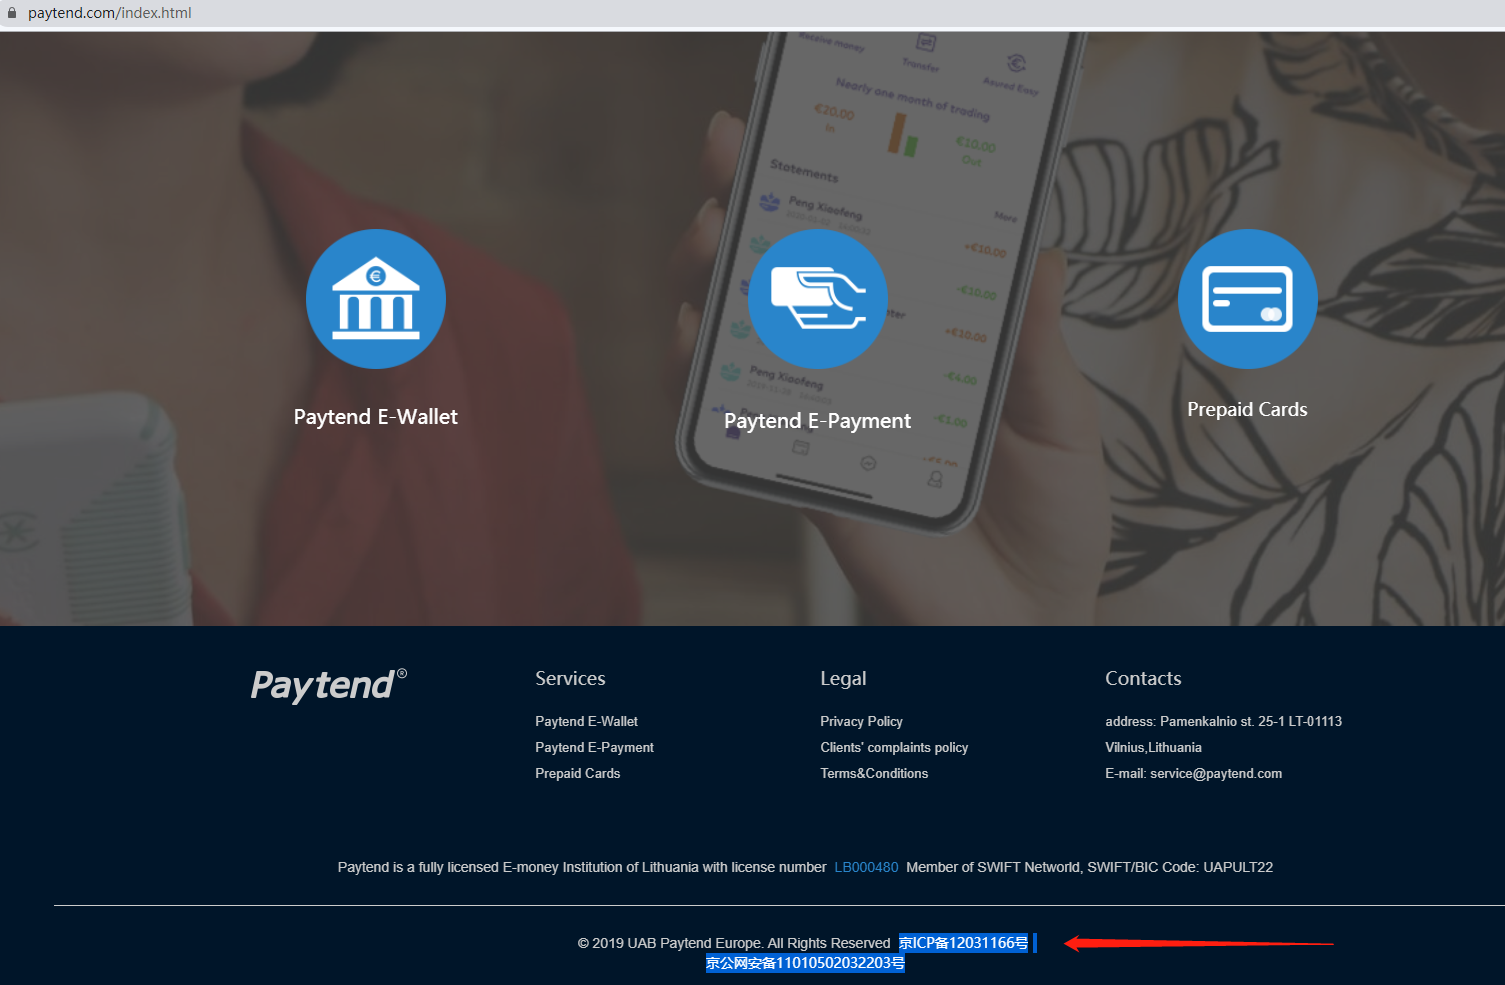 paytend.com/index.html
Receive money
Transfer
Assured Easy
Nearly one month of trading
€20.00
In
€10.00
Out
Statements
Peng Xiaofeng
More
+€10.00
-€10.00
+€10.00
Peng Xiaofeng
-€4.00
-€1.00
Paytend E-Wallet
Paytend E-Payment
Prepaid Cards
Paytend®
Services
Paytend E-Wallet
Paytend E-Payment
Prepaid Cards
Legal
Privacy Policy
Clients' complaints policy
Terms&Conditions
Contacts
address: Pamenkalnio st. 25-1 LT-01113
Vilnius,Lithuania
E-mail: service@paytend.com
Paytend is a fully licensed E-money Institution of Lithuania with license number LB000480 Member of SWIFT Networld, SWIFT/BIC Code: UAPULT22
© 2019 UAB Paytend Europe. All Rights Reserved 京ICP备12031166号
京公网安备11010502032203号